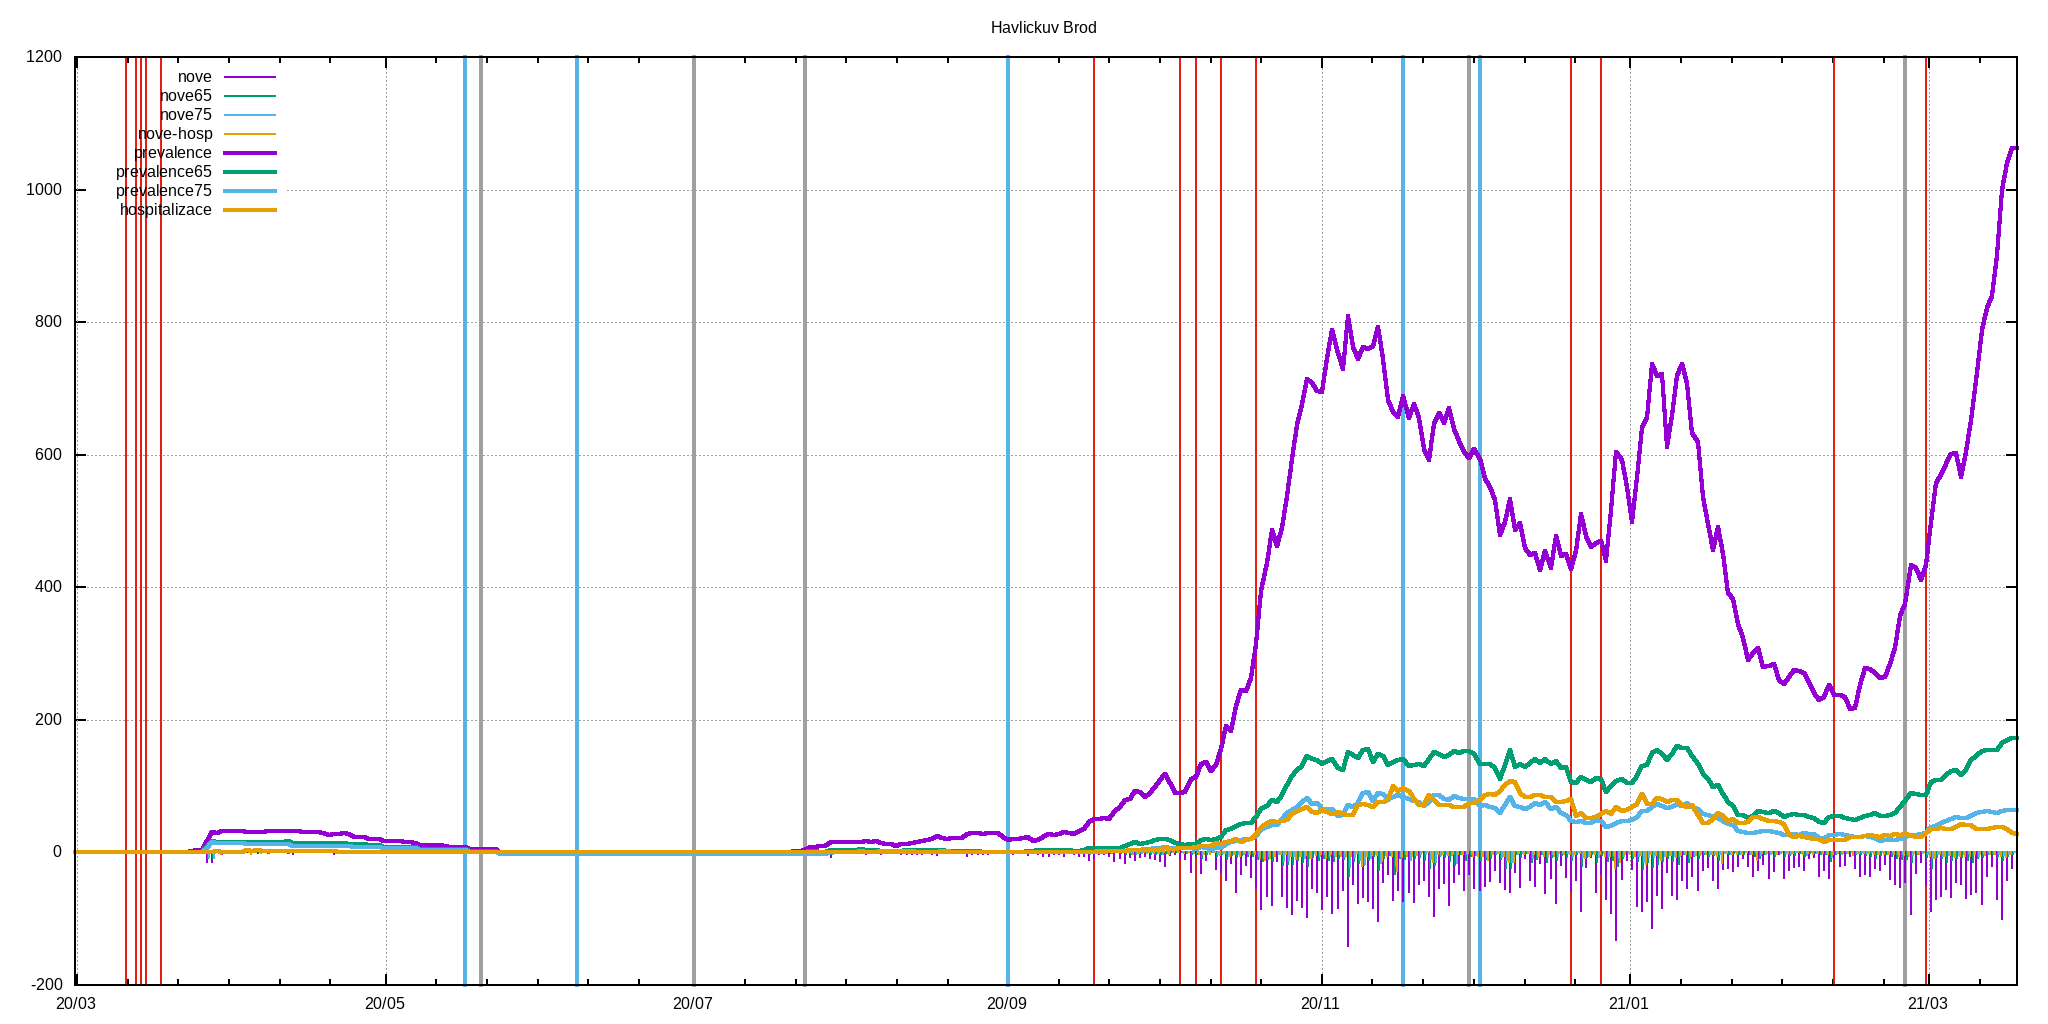 Havlickuv Brod
1200
1000
800
600
400
200
0
-200
nove
nove65
nove75
nove-hosp
prevalence
prevalence65
prevalence75
hospitalizace
20/03 20/05 20/07 20/09 20/11 21/01 21/03